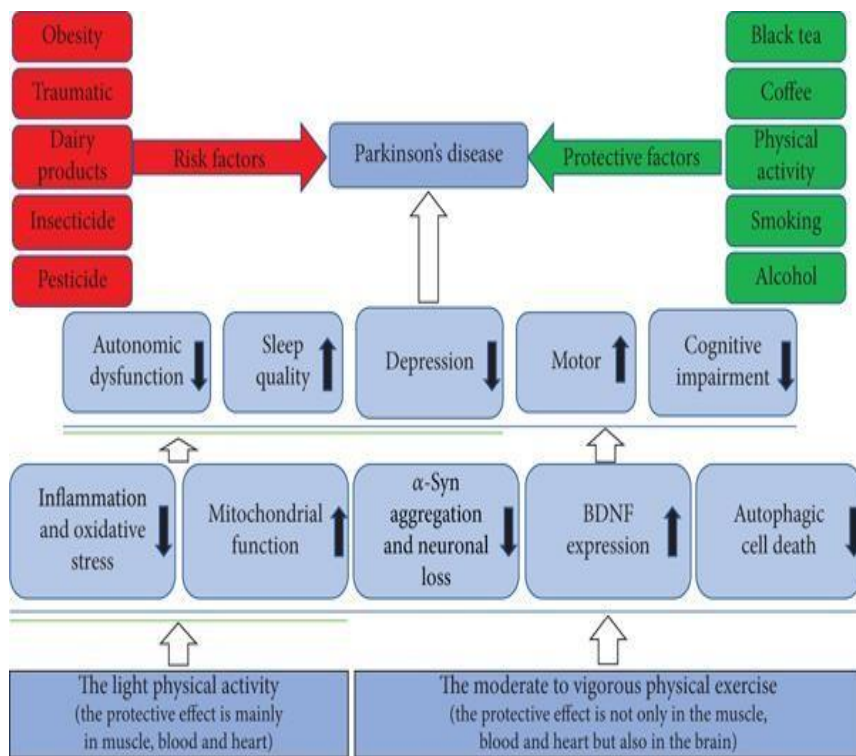 Obesity
Traumatic
Dairy
products
Insecticide
Pesticide
Risk factors
Parkinson's disease
Protective factors
Black tea
Coffee
Physical
activity
Smoking
Alcohol
Autonomic
dysfunction
Sleep
quality
Depression
Motor
Cognitive
impairment
Inflammation
and oxidative
stress
Mitochondrial
function
α-Syn
aggregation
and neuronal
loss
BDNF
expression
Autophagic
cell death
The light physical activity
(the protective effect is mainly
in muscle, blood and heart)
The moderate to vigorous physical exercise
(the protective effect is not only in the muscle,
blood and heart but also in the brain)